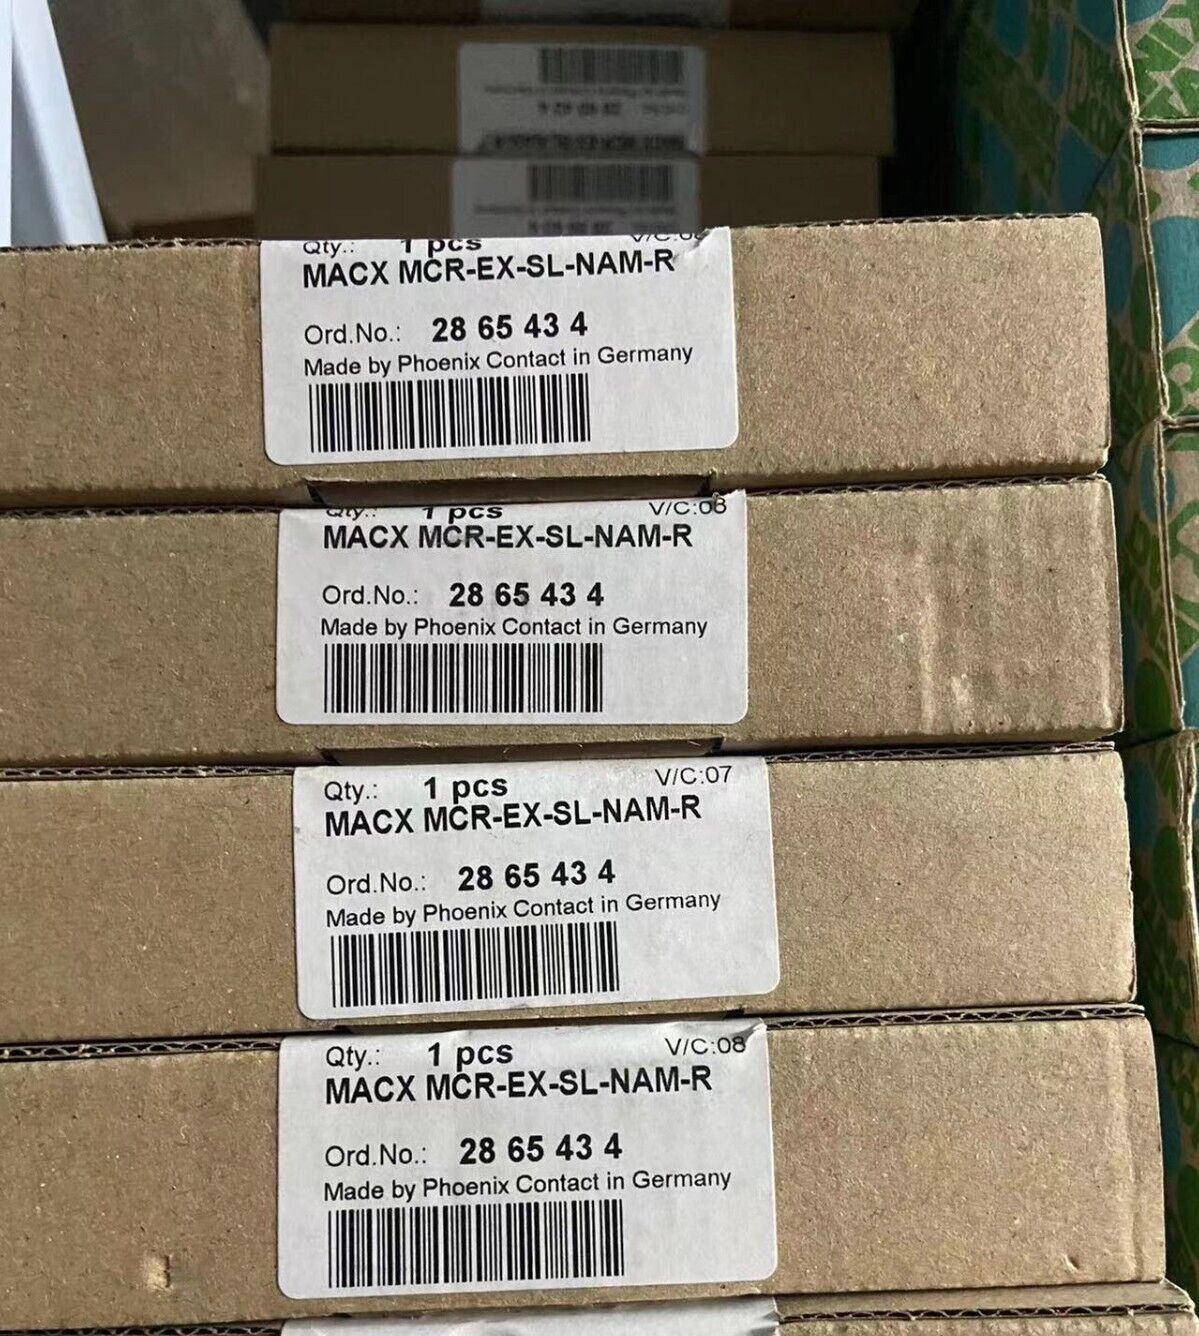 Qty.: 1 pcs
MACX MCR-EX-SL-NAM-R
Ord.No.: 28 65 43 4
Made by Phoenix Contact in Germany
Qty.: 1 pcs V/C:08
MACX MCR-EX-SL-NAM-R
Ord.No.: 28 65 43 4
Made by Phoenix Contact in Germany
Qty.: 1 pcs V/C:07
MACX MCR-EX-SL-NAM-R
Ord.No.: 28 65 43 4
Made by Phoenix Contact in Germany
Qty.: 1 pcs V/C:08
MACX MCR-EX-SL-NAM-R
Ord.No.: 28 65 43 4
Made by Phoenix Contact in Germany